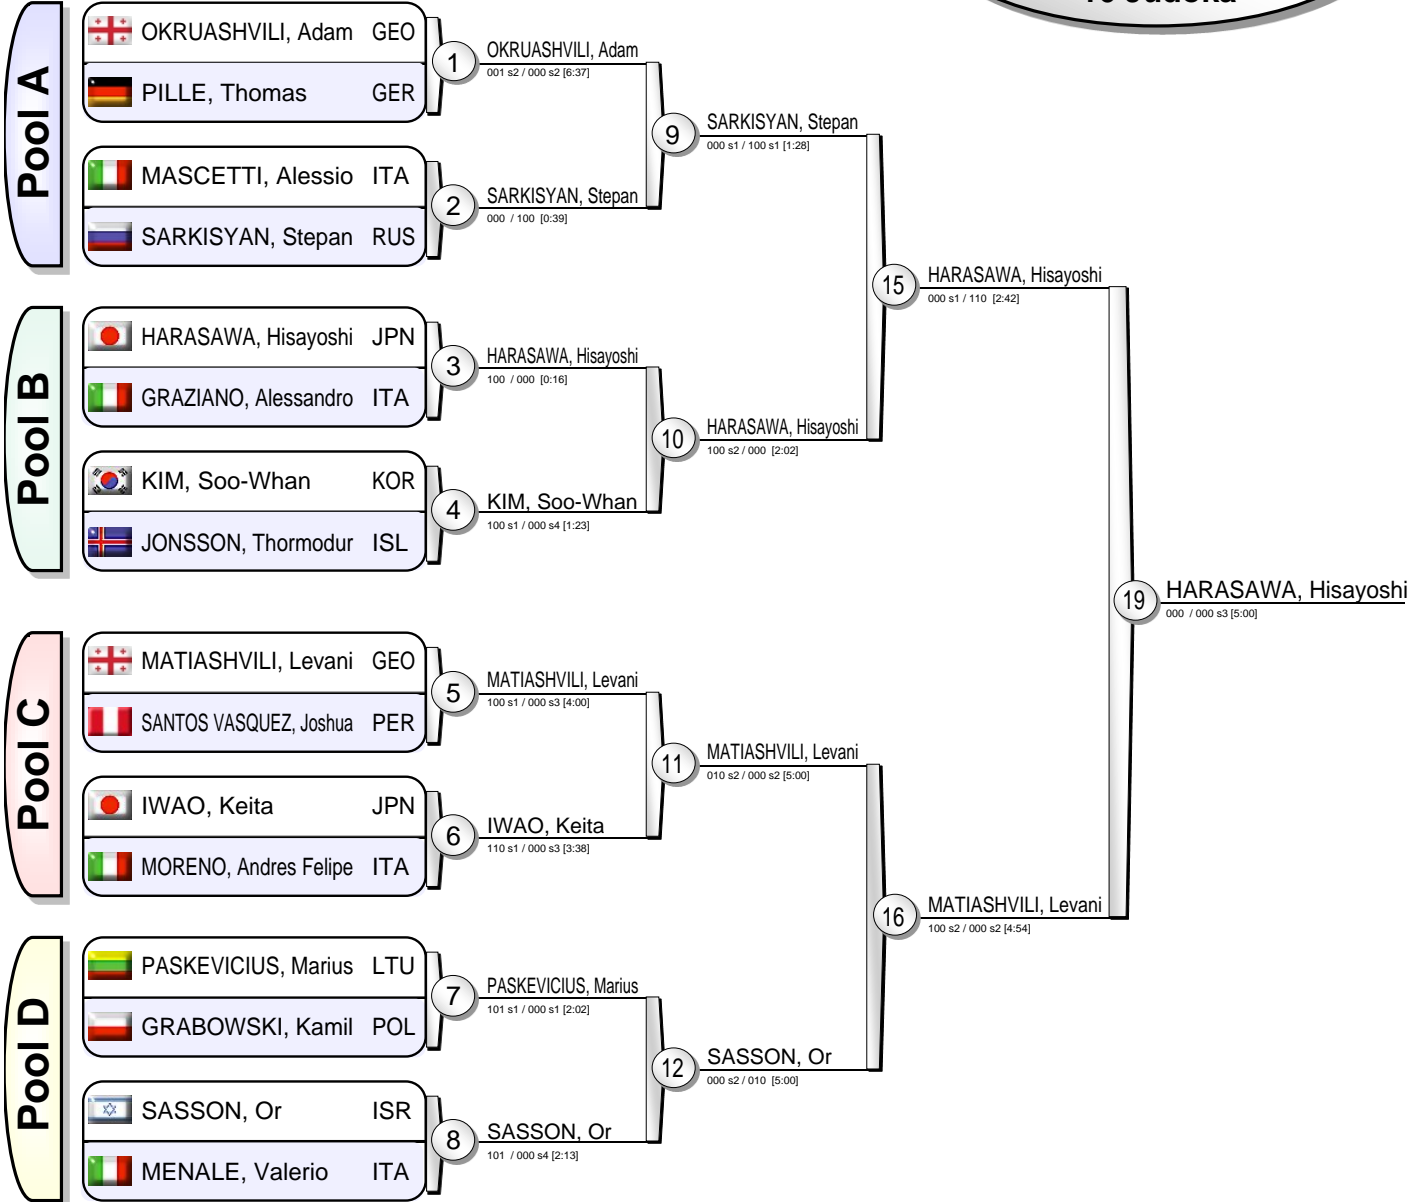 16 Judoka
Pool A
OKRUASHVILI, Adam GEO
PILLE, Thomas GER
1
OKRUASHVILI, Adam
001 s2 / 000 s2 [6:37]
MASCETTI, Alessio ITA
SARKISYAN, Stepan RUS
2
SARKISYAN, Stepan
000 / 100 [0:39]
9
SARKISYAN, Stepan
000 s1 / 100 s1 [1:28]
Pool B
HARASAWA, Hisayoshi JPN
GRAZIANO, Alessandro ITA
3
HARASAWA, Hisayoshi
100 / 000 [0:16]
KIM, Soo-Whan KOR
JONSSON, Thormodur ISL
4
KIM, Soo-Whan
100 s1 / 000 s4 [1:23]
10
HARASAWA, Hisayoshi
100 s2 / 000 [2:02]
15
HARASAWA, Hisayoshi
000 s1 / 110 [2:42]
Pool C
MATIASHVILI, Levani GEO
SANTOS VASQUEZ, Joshua PER
5
MATIASHVILI, Levani
100 s1 / 000 s3 [4:00]
IWAO, Keita JPN
MORENO, Andres Felipe ITA
6
IWAO, Keita
110 s1 / 000 s3 [3:38]
11
MATIASHVILI, Levani
010 s2 / 000 s2 [5:00]
Pool D
PASKEVICIUS, Marius LTU
GRABOWSKI, Kamil POL
7
PASKEVICIUS, Marius
101 s1 / 000 s1 [2:02]
SASSON, Or ISR
MENALE, Valerio ITA
8
SASSON, Or
101 / 000 s4 [2:13]
12
SASSON, Or
000 s2 / 010 [5:00]
16
MATIASHVILI, Levani
100 s2 / 000 s2 [4:54]
19
HARASAWA, Hisayoshi
000 / 000 s3 [5:00]